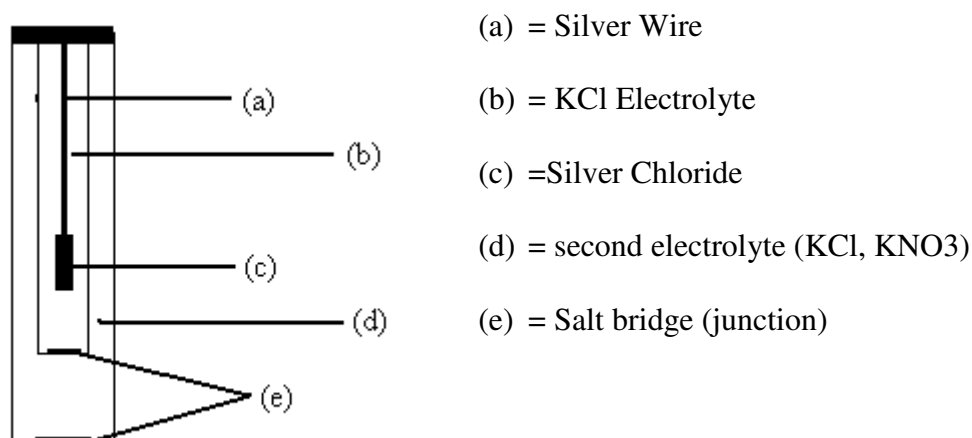 (a) = Silver Wire
(a)
(b) = KCl Electrolyte
(b)
(c) =Silver Chloride
(d) = second electrolyte (KCl, KNO3)
(c)
(d)
(e) = Salt bridge (junction)
(e)